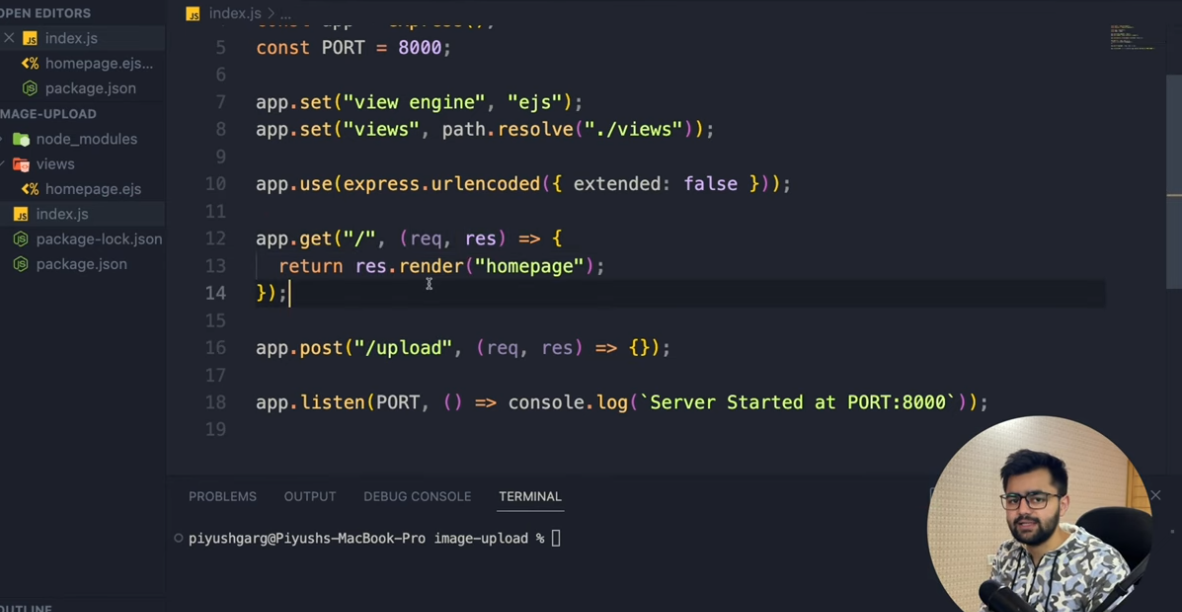 OPEN EDITORS
index.js
homepage.ejs...
package.json
MAGE-UPLOAD
node_modules
views
homepage.ejs
index.js
package-lock.json
package.json
index.js > ...
5 const PORT = 8000;
6
7 app.set("view engine", "ejs");
8 app.set("views", path.resolve("./views"));
9
10 app.use(express.urlencoded({ extended: false }));
11
12 app.get("/", (req, res) => {
13 return res.render("homepage");
14 });
15
16 app.post("/upload", (req, res) => {});
17
18 app.listen(PORT, () => console.log(`Server Started at PORT:8000`));
19
PROBLEMS OUTPUT DEBUG CONSOLE TERMINAL
piyushgarg@Piyushs-MacBook-Pro image-upload %